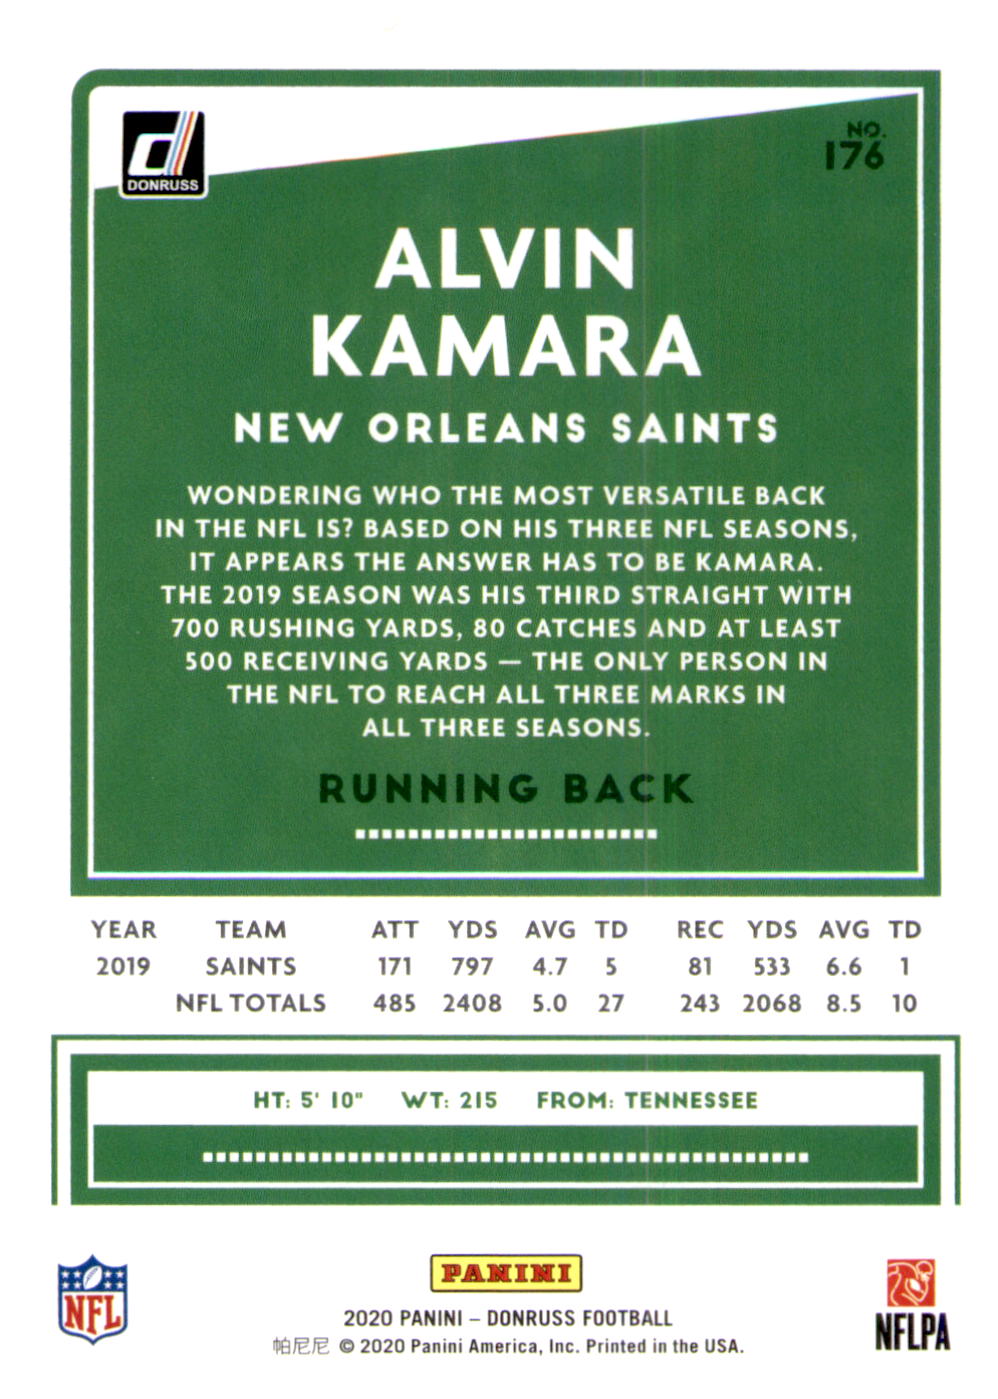 NO.
176
DONRUSS
ALVIN
KAMARA
NEW ORLEANS SAINTS
WONDERING WHO THE MOST VERSATILE BACK
IN THE NFL IS? BASED ON HIS THREE NFL SEASONS,
IT APPEARS THE ANSWER HAS TO BE KAMARA.
THE 2019 SEASON WAS HIS THIRD STRAIGHT WITH
700 RUSHING YARDS, 80 CATCHES AND AT LEAST
500 RECEIVING YARDS — THE ONLY PERSON IN
THE NFL TO REACH ALL THREE MARKS IN
ALL THREE SEASONS.
RUNNING BACK
YEAR TEAM ATT YDS AVG TD REC YDS AVG TD
2019 SAINTS 171 797 4.7 5 81 533 6.6 1
NFL TOTALS 485 2408 5.0 27 243 2068 8.5 10
HT: 5' 10" WT: 215 FROM: TENNESSEE
NFL
PANINI
NFLPA
2020 PANINI – DONRUSS FOOTBALL
帕尼尼 © 2020 Panini America, Inc. Printed in the USA.